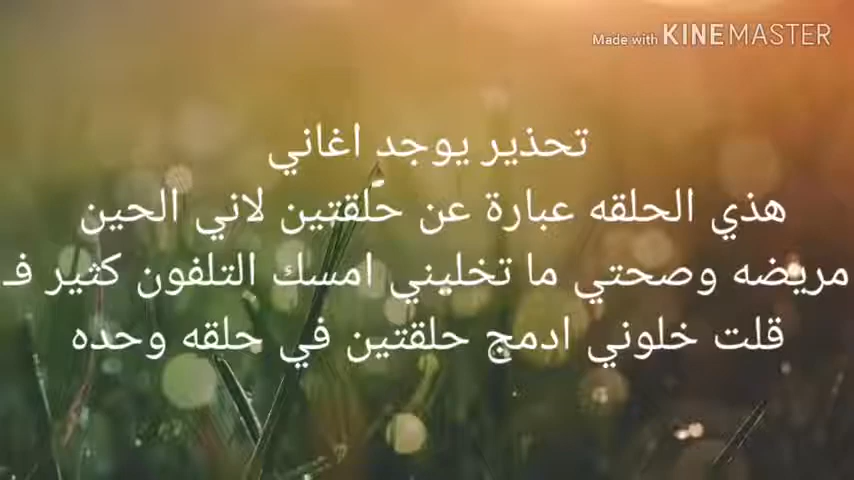 Made with KINEMASTER
تحذير يوجد اغاني
هذي الحلقه عبارة عن حلقتين لاني الحين
مريضه وصحتي ما تخليني امسك التلفون كثير فـ
قلت خلوني ادمج حلقتين في حلقه وحده